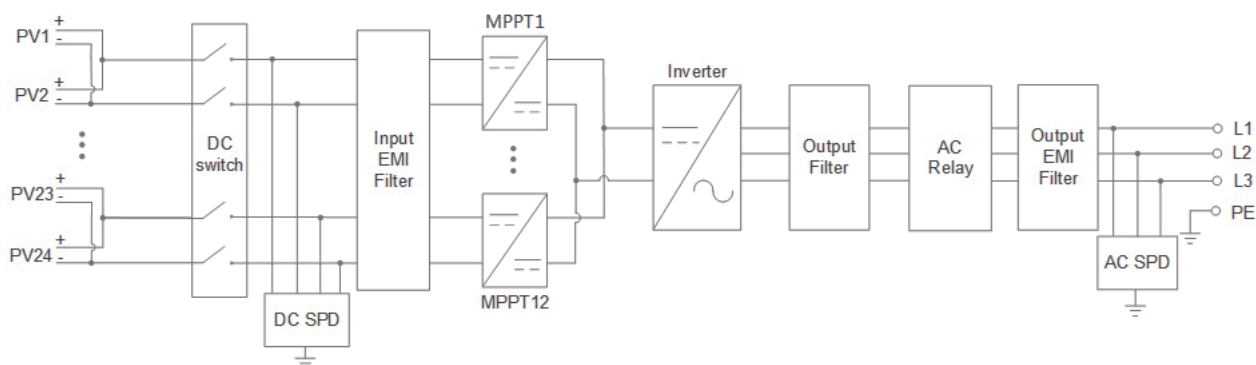 PV1
+
-
PV2
+
-
PV23
+
-
PV24
+
-
DC
switch
DC SPD
Input
EMI
Filter
MPPT1
MPPT12
Inverter
Output
Filter
AC
Relay
Output
EMI
Filter
L1
L2
L3
PE
AC SPD